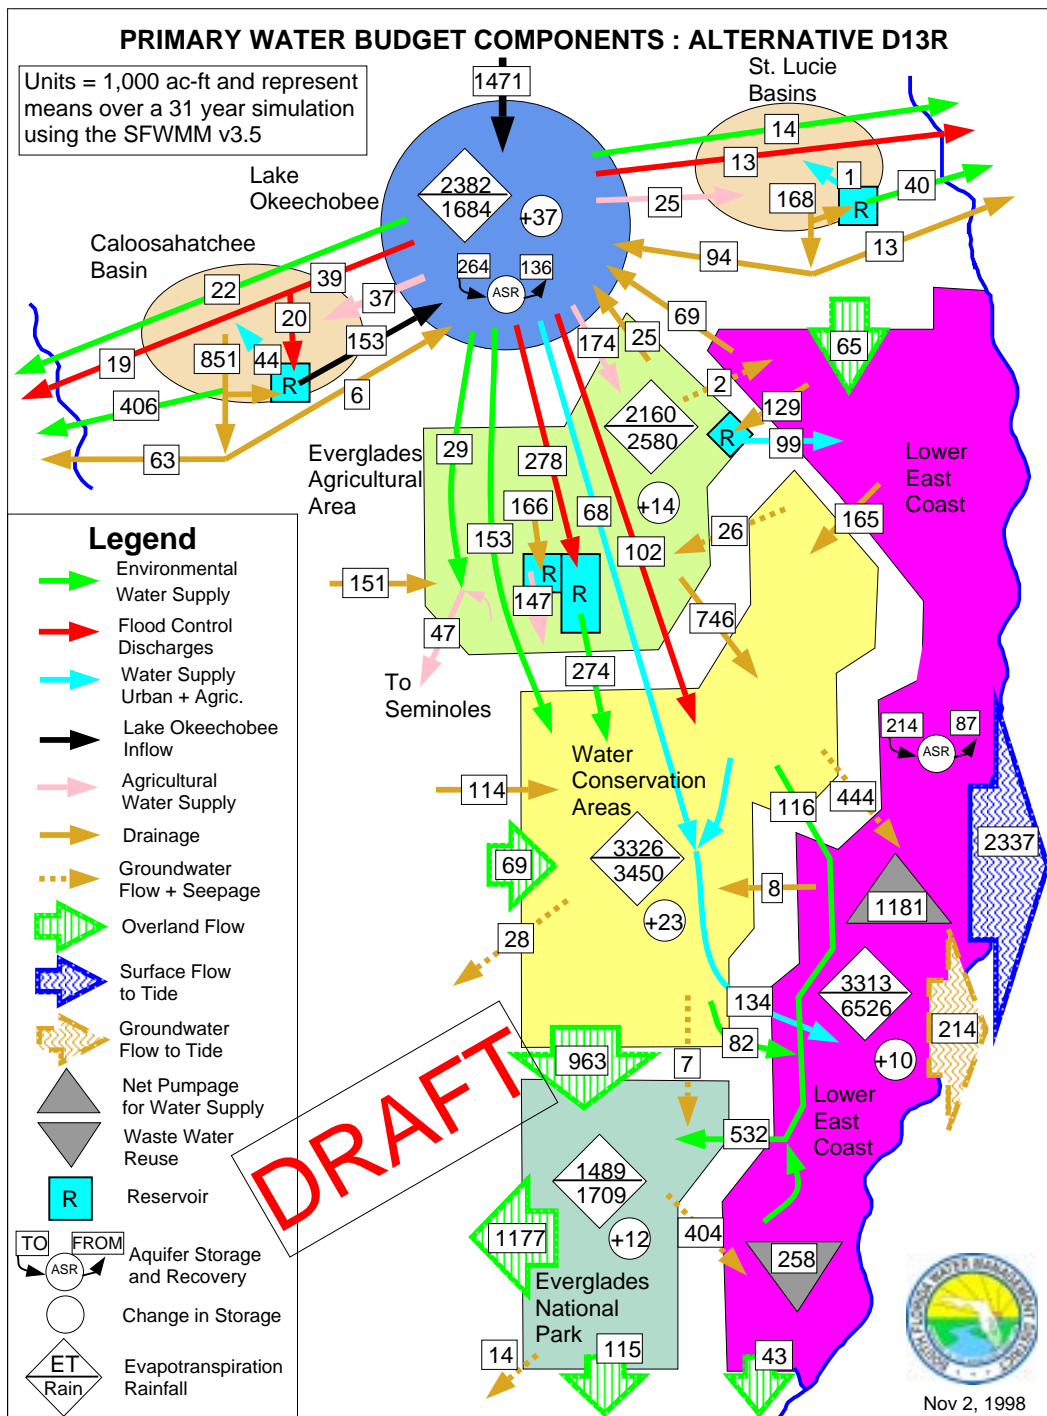 PRIMARY WATER BUDGET COMPONENTS : ALTERNATIVE D13R
Units = 1,000 ac-ft and represent
means over a 31 year simulation
using the SFWMM v3.5
1471
St. Lucie
Basins
14
13
1
40
25
168
13
94
Lake
Okeechobee
2382
1684
+37
264
136
ASR
Caloosahatchee
Basin
22
39
37
20
153
19
851
44
R
6
406
63
R
174
25
69
2
65
129
99
R
2160
2580
+14
Everglades
Agricultural
Area
29
278
68
166
153
102
26
165
Lower
East
Coast
151
R
R
147
746
47
274
To
Seminoles
Water
Conservation
Areas
114
116
444
214
87
ASR
2337
69
3326
3450
+23
8
1181
28
134
3313
6526
214
82
+10
963
7
Lower
East
Coast
532
DRAFT
1489
1709
+12
404
1177
258
Everglades
National
Park
14
115
43
Legend
Environmental
Water Supply
Flood Control
Discharges
Water Supply
Urban + Agric.
Lake Okeechobee
Inflow
Agricultural
Water Supply
Drainage
Groundwater
Flow + Seepage
Overland Flow
Surface Flow
to Tide
Groundwater
Flow to Tide
Net Pumpage
for Water Supply
Waste Water
Reuse
R
Reservoir
TO
FROM
ASR
Aquifer Storage
and Recovery
Change in Storage
ET
Rain
Evapotranspiration
Rainfall
SOUTH FLORIDA WATER MANAGEMENT DISTRICT
Nov 2, 1998